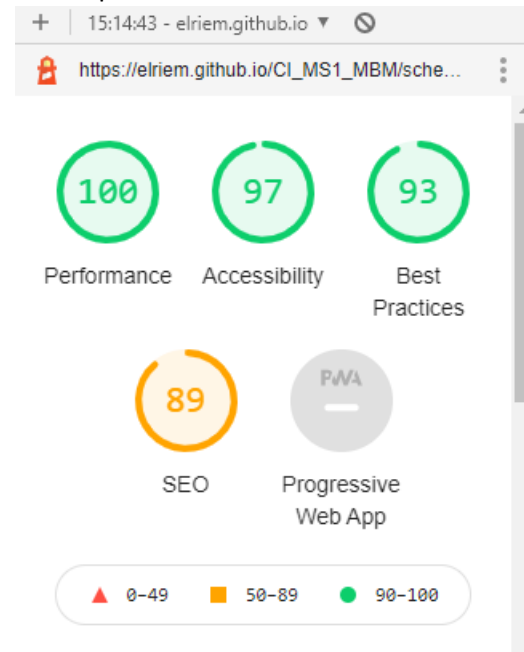 15:14:43 - elriem.github.io
https://elriem.github.io/CI_MS1_MBM/sche...
100
97
93
Performance
Accessibility
Best
Practices
89
PWA
SEO
Progressive
Web App
0-49
50-89
90-100